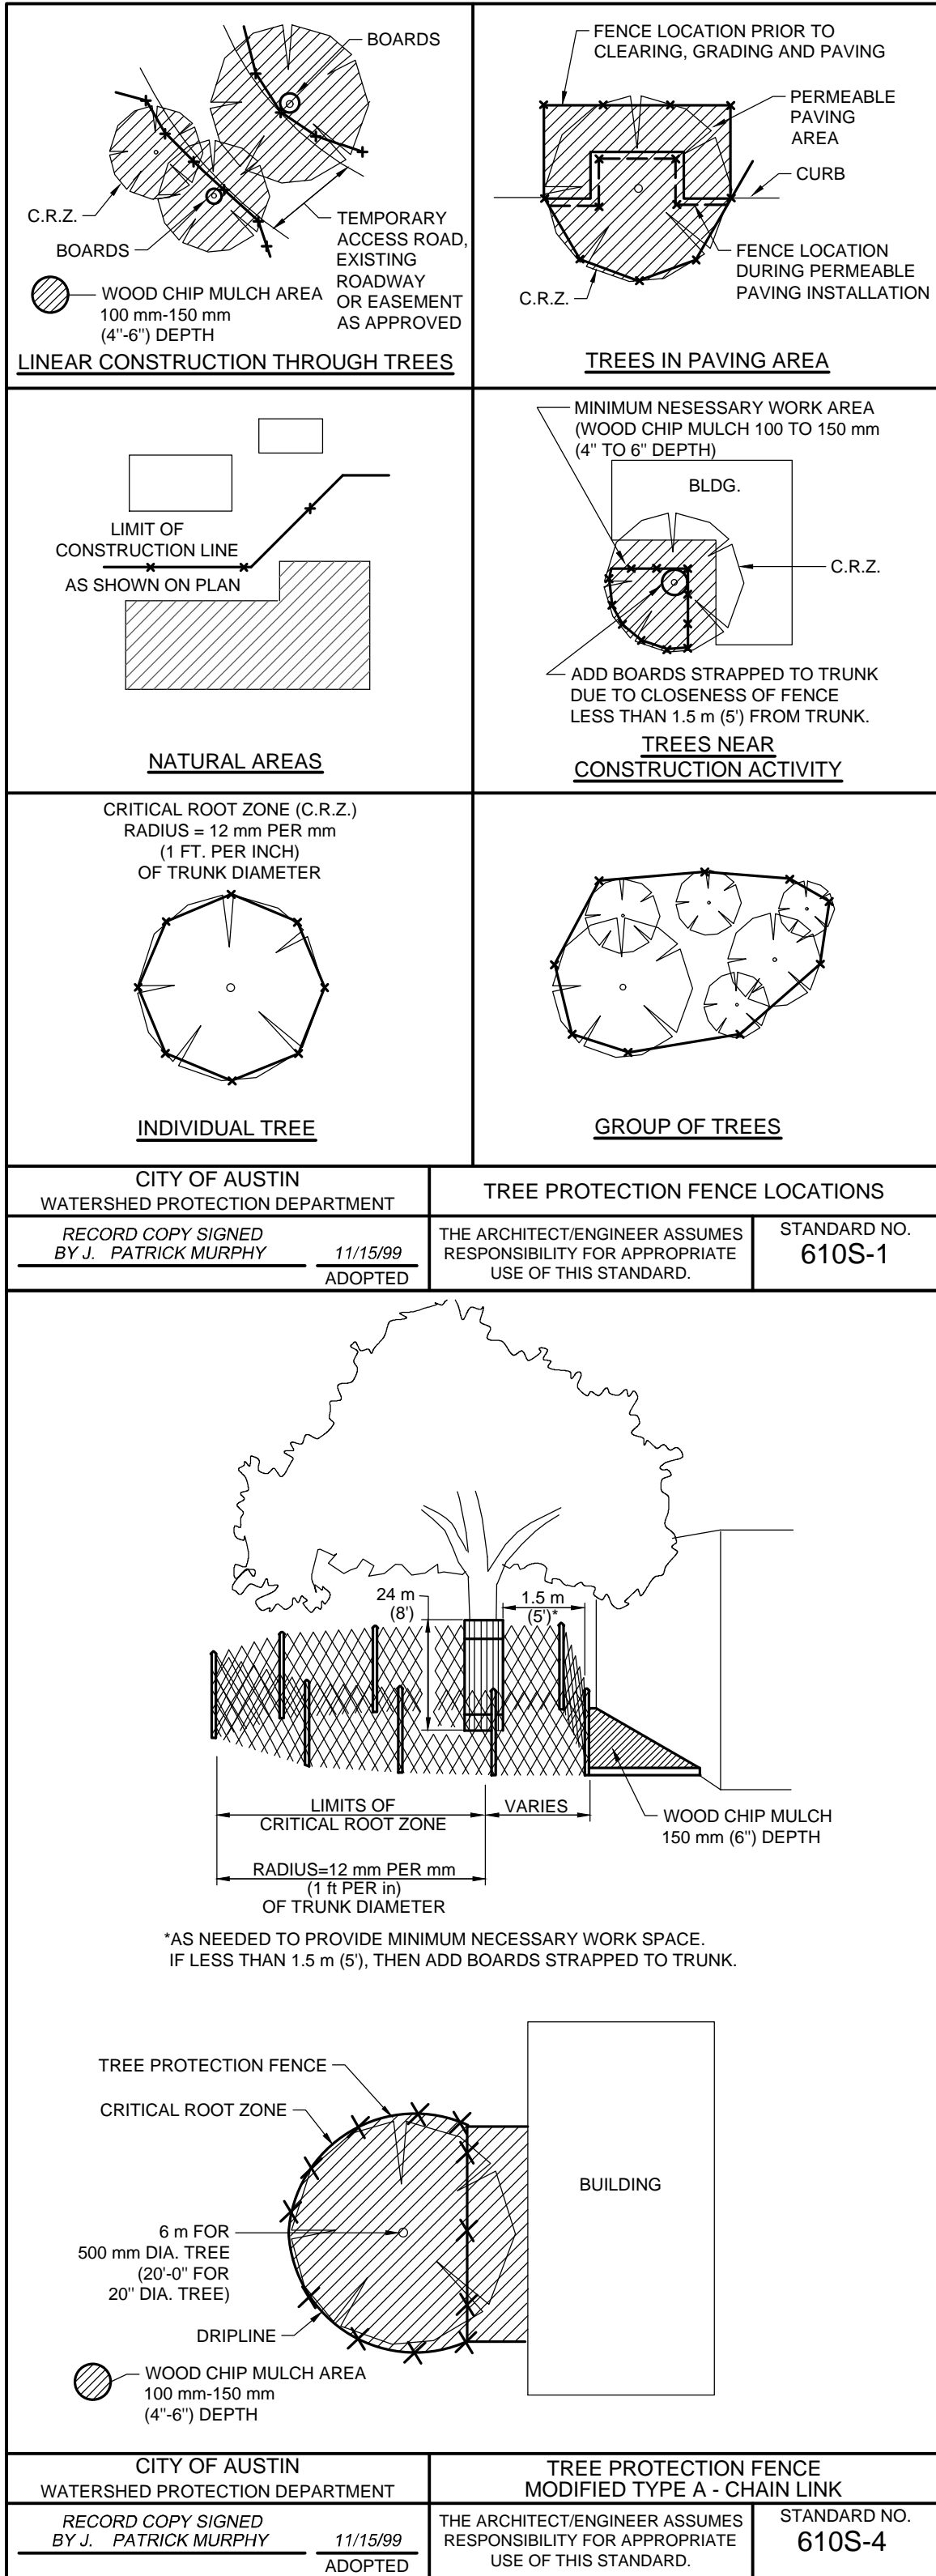 BOARDS
C.R.Z.
BOARDS
TEMPORARY
ACCESS ROAD,
EXISTING
ROADWAY
OR EASEMENT
AS APPROVED
WOOD CHIP MULCH AREA
100 mm-150 mm
(4"-6") DEPTH
LINEAR CONSTRUCTION THROUGH TREES
FENCE LOCATION PRIOR TO
CLEARING, GRADING AND PAVING
PERMEABLE
PAVING
AREA
CURB
FENCE LOCATION
DURING PERMEABLE
PAVING INSTALLATION
C.R.Z.
TREES IN PAVING AREA
LIMIT OF
CONSTRUCTION LINE
AS SHOWN ON PLAN
NATURAL AREAS
MINIMUM NESESSARY WORK AREA
(WOOD CHIP MULCH 100 TO 150 mm
(4" TO 6" DEPTH)
BLDG.
C.R.Z.
ADD BOARDS STRAPPED TO TRUNK
DUE TO CLOSENESS OF FENCE
LESS THAN 1.5 m (5') FROM TRUNK.
TREES NEAR
CONSTRUCTION ACTIVITY
CRITICAL ROOT ZONE (C.R.Z.)
RADIUS = 12 mm PER mm
(1 FT. PER INCH)
OF TRUNK DIAMETER
INDIVIDUAL TREE
GROUP OF TREES
CITY OF AUSTIN
WATERSHED PROTECTION DEPARTMENT
TREE PROTECTION FENCE LOCATIONS
RECORD COPY SIGNED
BY J. PATRICK MURPHY
11/15/99
ADOPTED
THE ARCHITECT/ENGINEER ASSUMES
RESPONSIBILITY FOR APPROPRIATE
USE OF THIS STANDARD.
STANDARD NO.
610S-1
24 m
(8')
1.5 m
(5')*
LIMITS OF
CRITICAL ROOT ZONE
VARIES
WOOD CHIP MULCH
150 mm (6") DEPTH
RADIUS=12 mm PER mm
(1 ft PER in)
OF TRUNK DIAMETER
*AS NEEDED TO PROVIDE MINIMUM NECESSARY WORK SPACE.
IF LESS THAN 1.5 m (5'), THEN ADD BOARDS STRAPPED TO TRUNK.
TREE PROTECTION FENCE
CRITICAL ROOT ZONE
BUILDING
6 m FOR
500 mm DIA. TREE
(20'-0" FOR
20" DIA. TREE)
DRIPLINE
WOOD CHIP MULCH AREA
100 mm-150 mm
(4"-6") DEPTH
CITY OF AUSTIN
WATERSHED PROTECTION DEPARTMENT
TREE PROTECTION FENCE
MODIFIED TYPE A - CHAIN LINK
RECORD COPY SIGNED
BY J. PATRICK MURPHY
11/15/99
ADOPTED
THE ARCHITECT/ENGINEER ASSUMES
RESPONSIBILITY FOR APPROPRIATE
USE OF THIS STANDARD.
STANDARD NO.
610S-4